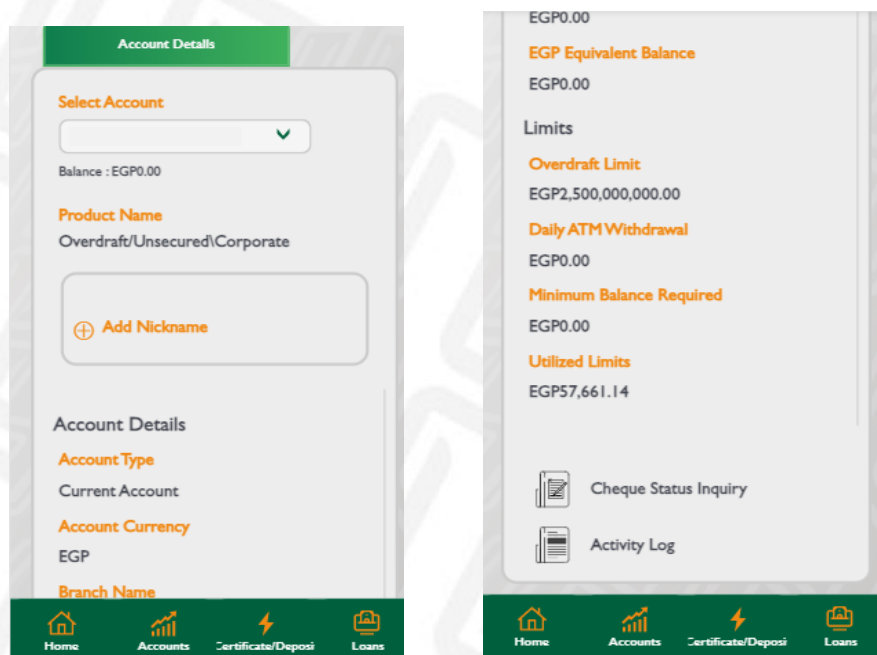 Account Details
Select Account
Balance : EGP0.00
Product Name
Overdraft/Unsecured\Corporate
Add Nickname
Account Details
Account Type
Current Account
Account Currency
EGP
Branch Name
Home
Accounts
Certificate/Deposi
Loans
EGP0.00
EGP Equivalent Balance
EGP0.00
Limits
Overdraft Limit
EGP2,500,000,000.00
Daily ATM Withdrawal
EGP0.00
Minimum Balance Required
EGP0.00
Utilized Limits
EGP57,661.14
Cheque Status Inquiry
Activity Log
Home
Accounts
Certificate/Deposi
Loans